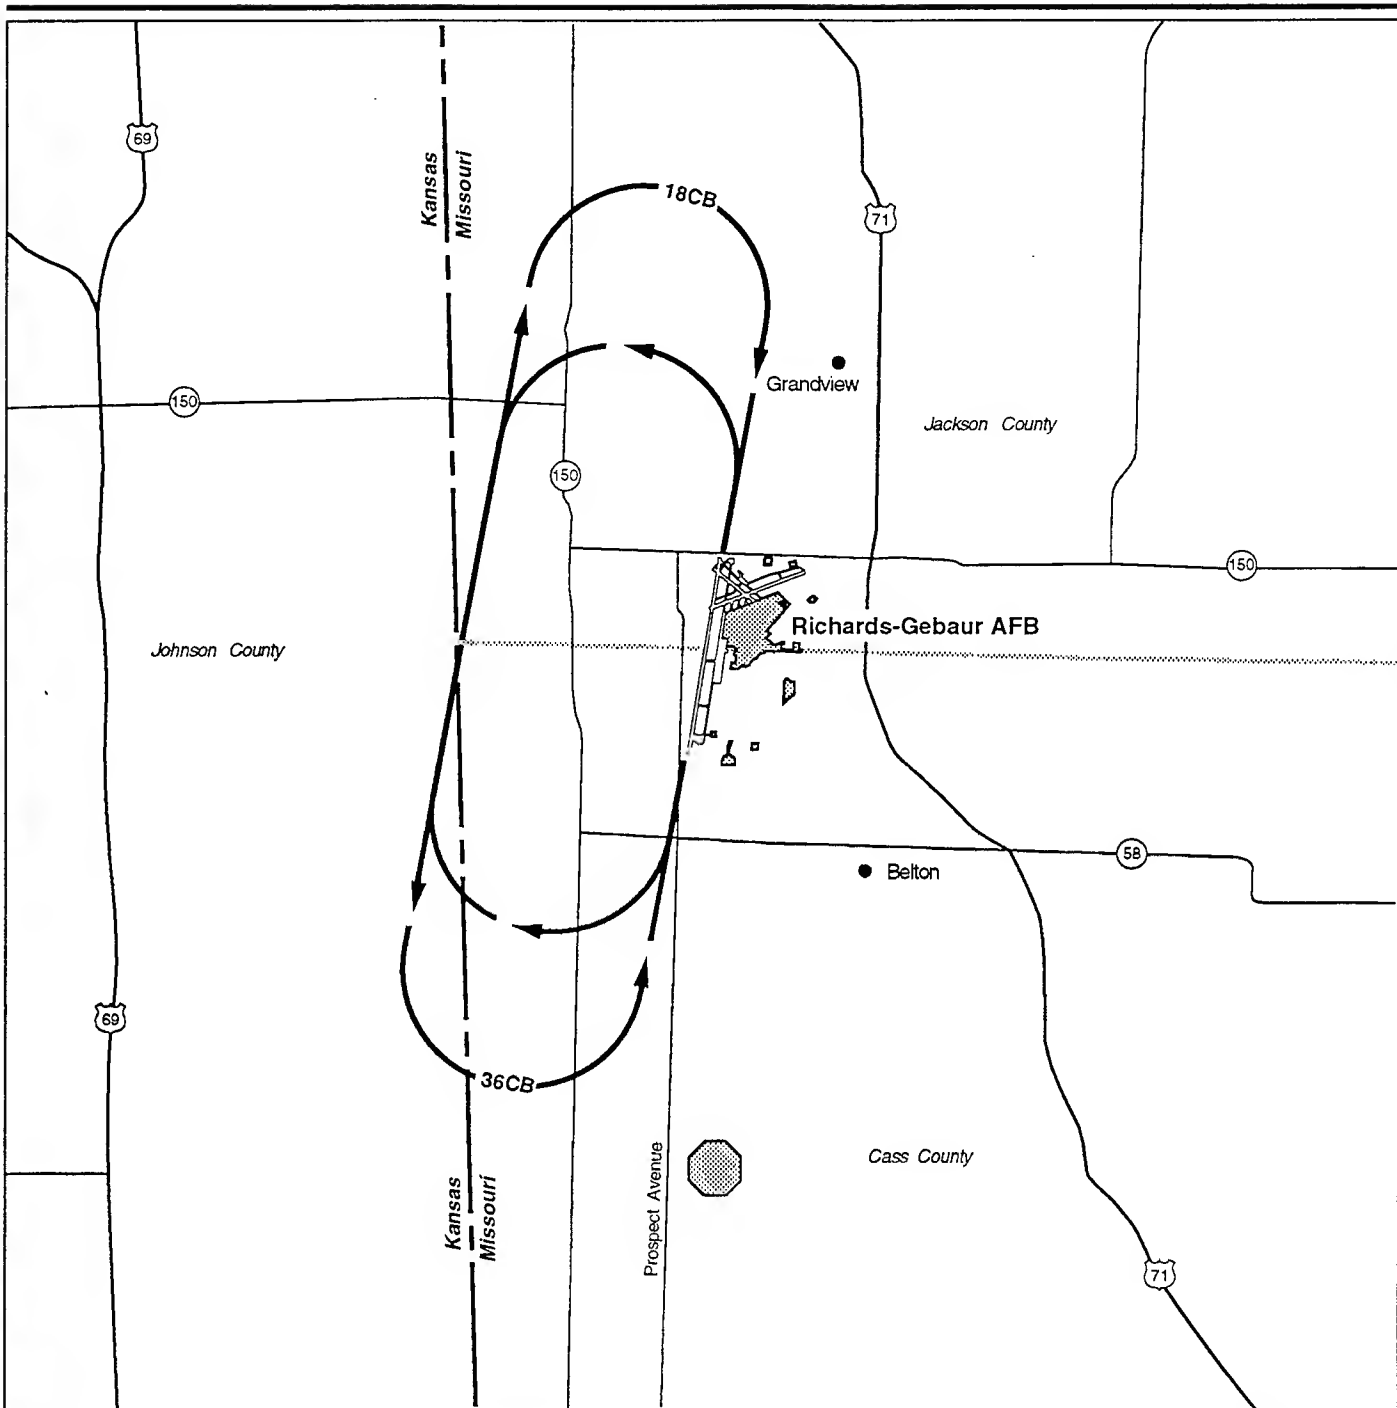 69
Kansas
Missouri
18CB
71
Grandview
150
Jackson County
150
150
Richards-Gebaur AFB
Johnson County
58
Belton
69
36CB
Cass County
Prospect Avenue
Kansas
Missouri
71